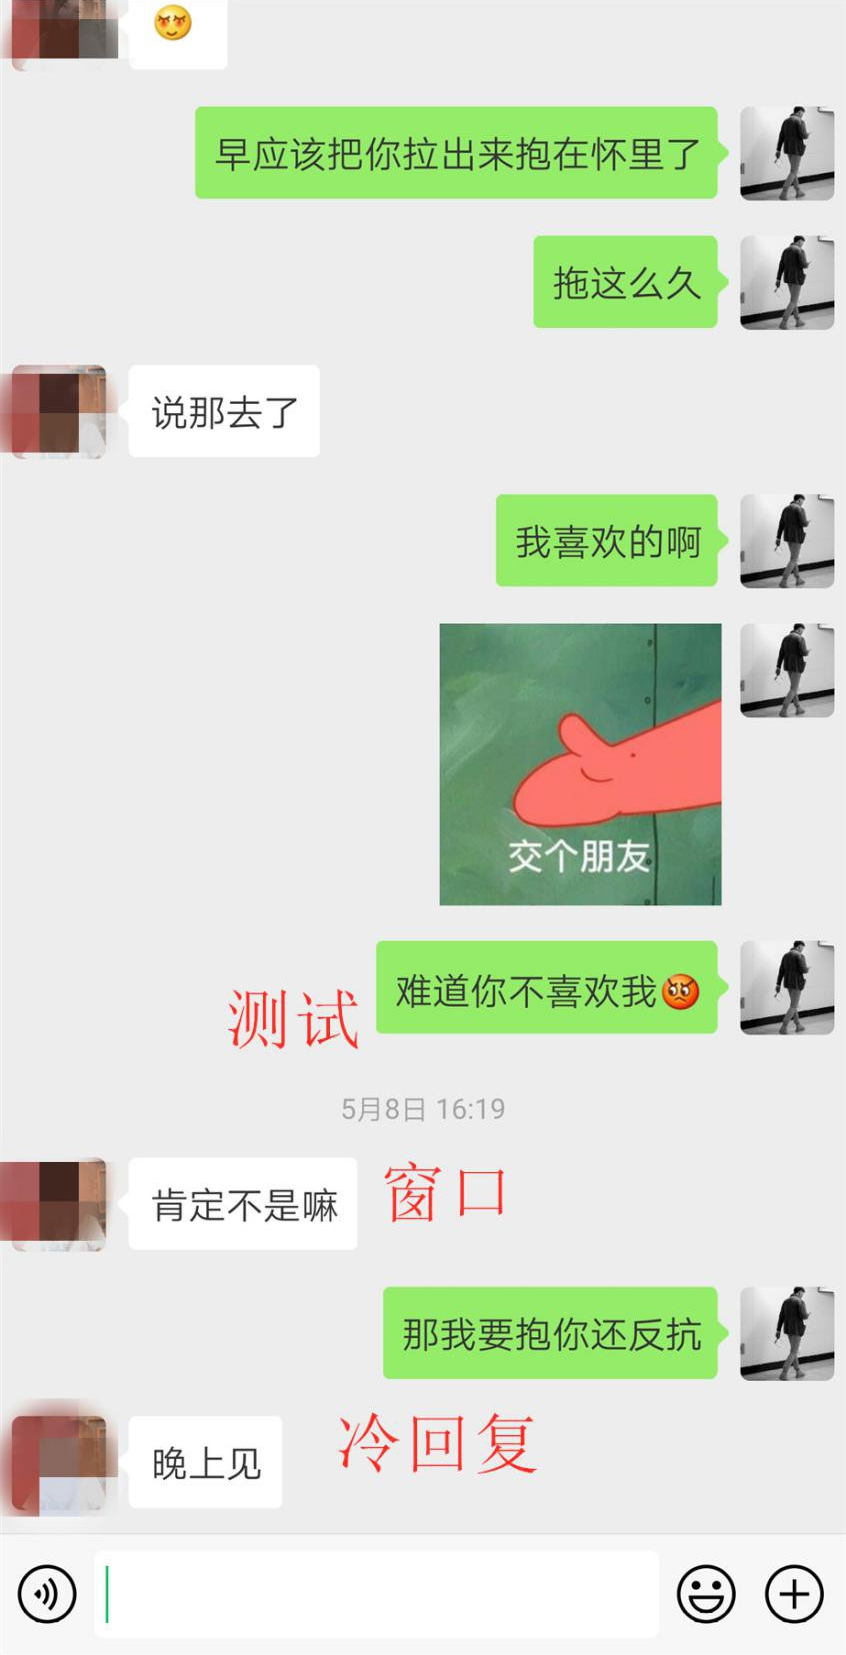 早应该把你拉出来抱在怀里了
拖这么久
说那去了
我喜欢的啊
交个朋友
难道你不喜欢我
测试
5月8日 16:19
肯定不是嘛
窗口
那我要抱你还反抗
晚上见
冷回复